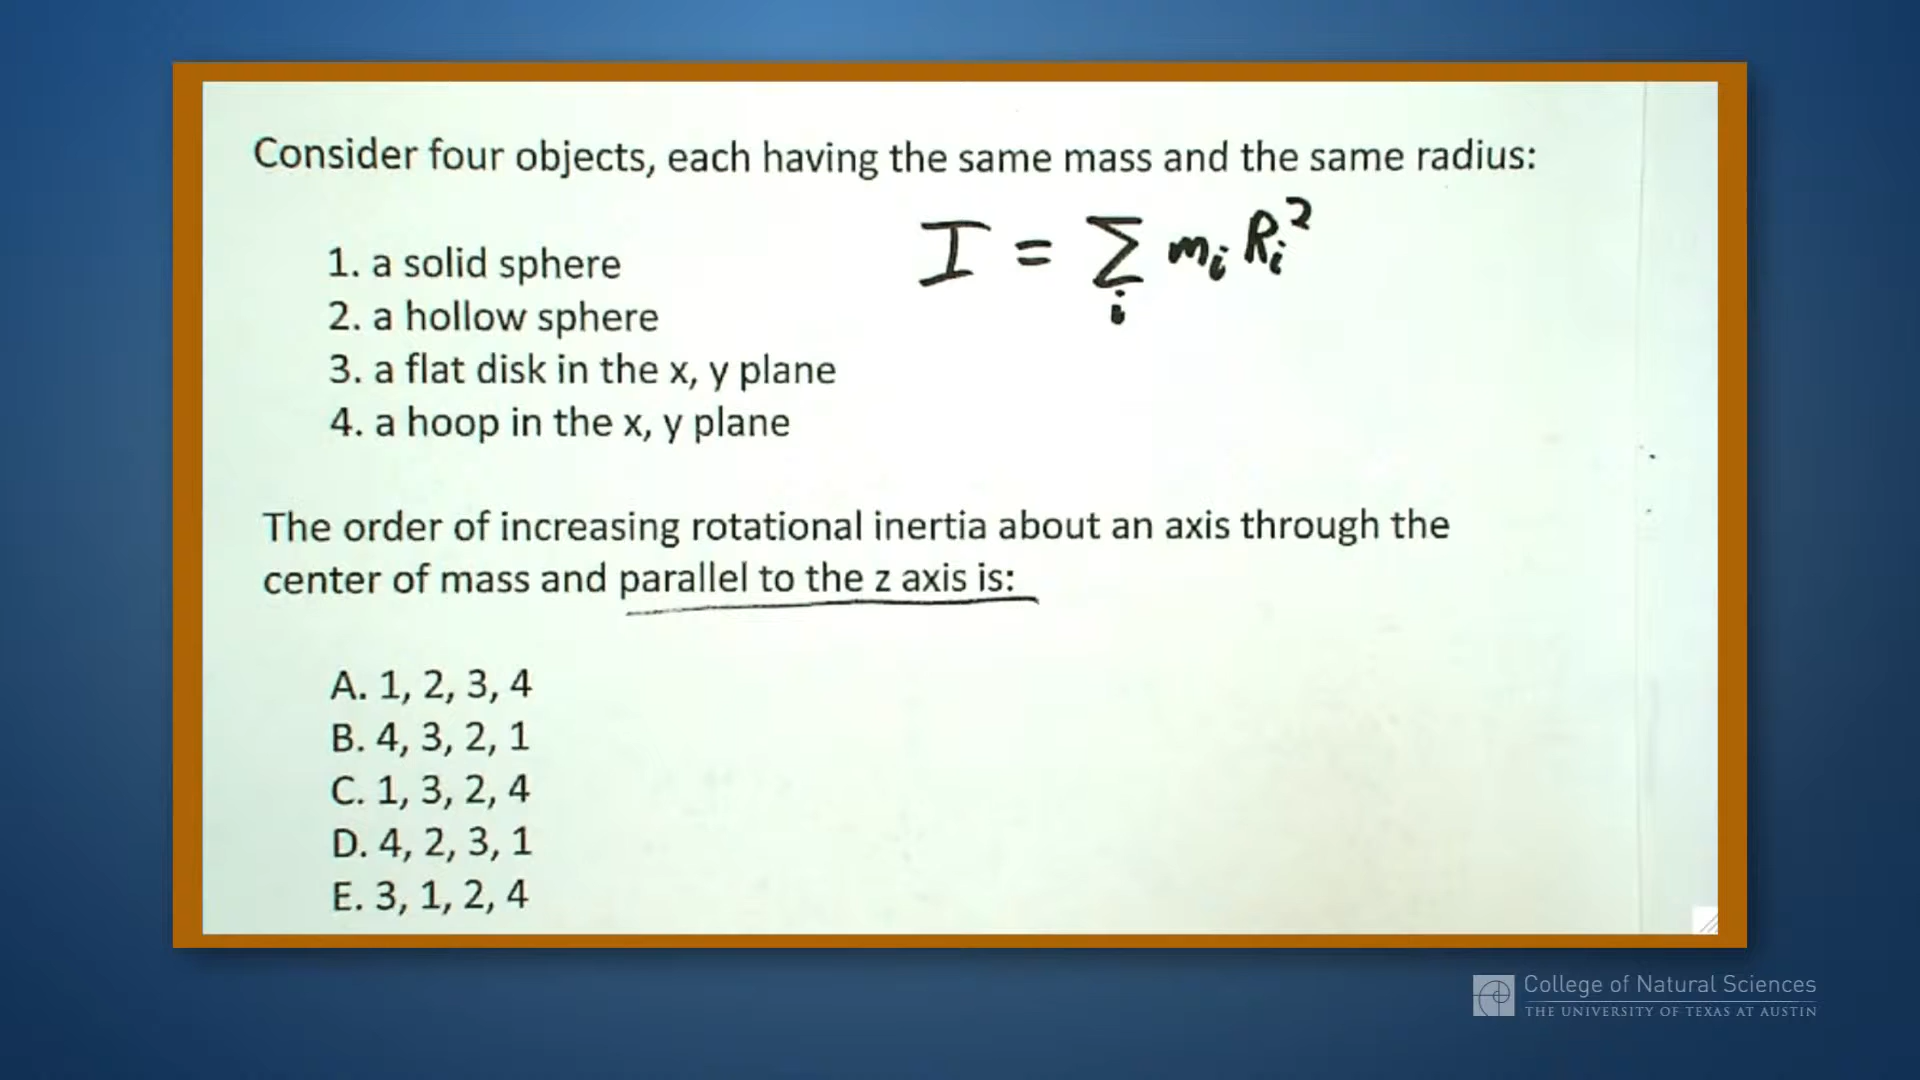 Consider four objects, each having the same mass and the same radius:
I = ∑ᵢ mᵢ Rᵢ²
1. a solid sphere
2. a hollow sphere
3. a flat disk in the x, y plane
4. a hoop in the x, y plane
The order of increasing rotational inertia about an axis through the
center of mass and parallel to the z axis is:
A. 1, 2, 3, 4
B. 4, 3, 2, 1
C. 1, 3, 2, 4
D. 4, 2, 3, 1
E. 3, 1, 2, 4
College of Natural Sciences
THE UNIVERSITY OF TEXAS AT AUSTIN